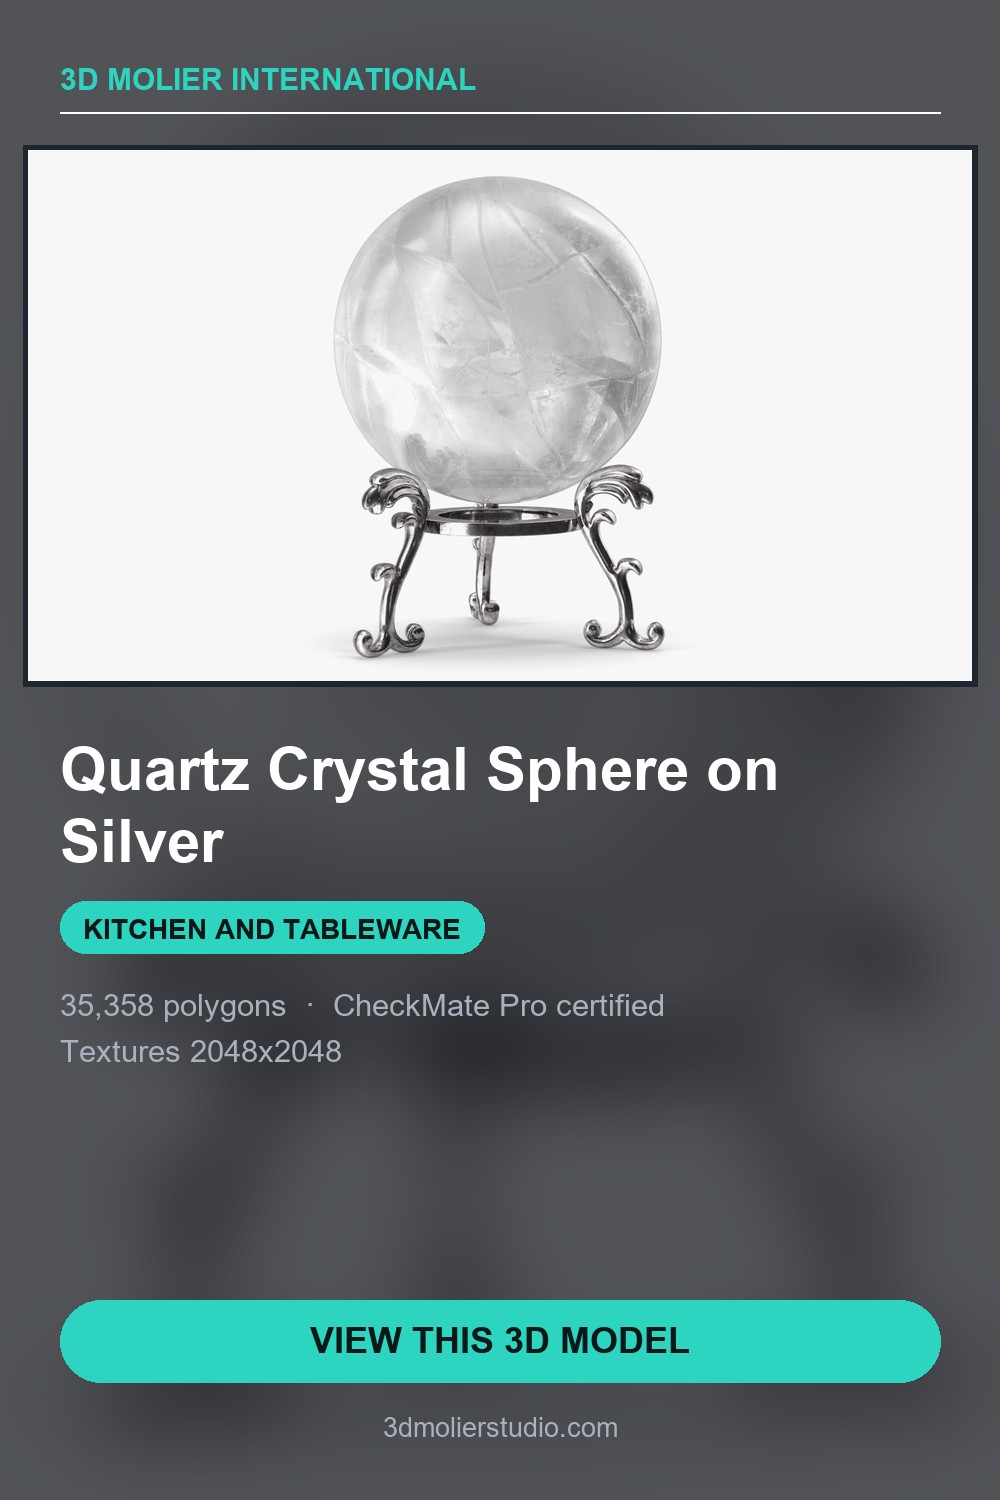 3D MOLIER INTERNATIONAL
Quartz Crystal Sphere on
Silver
KITCHEN AND TABLEWARE
35,358 polygons · CheckMate Pro certified
Textures 2048x2048
VIEW THIS 3D MODEL
3dmolierstudio.com